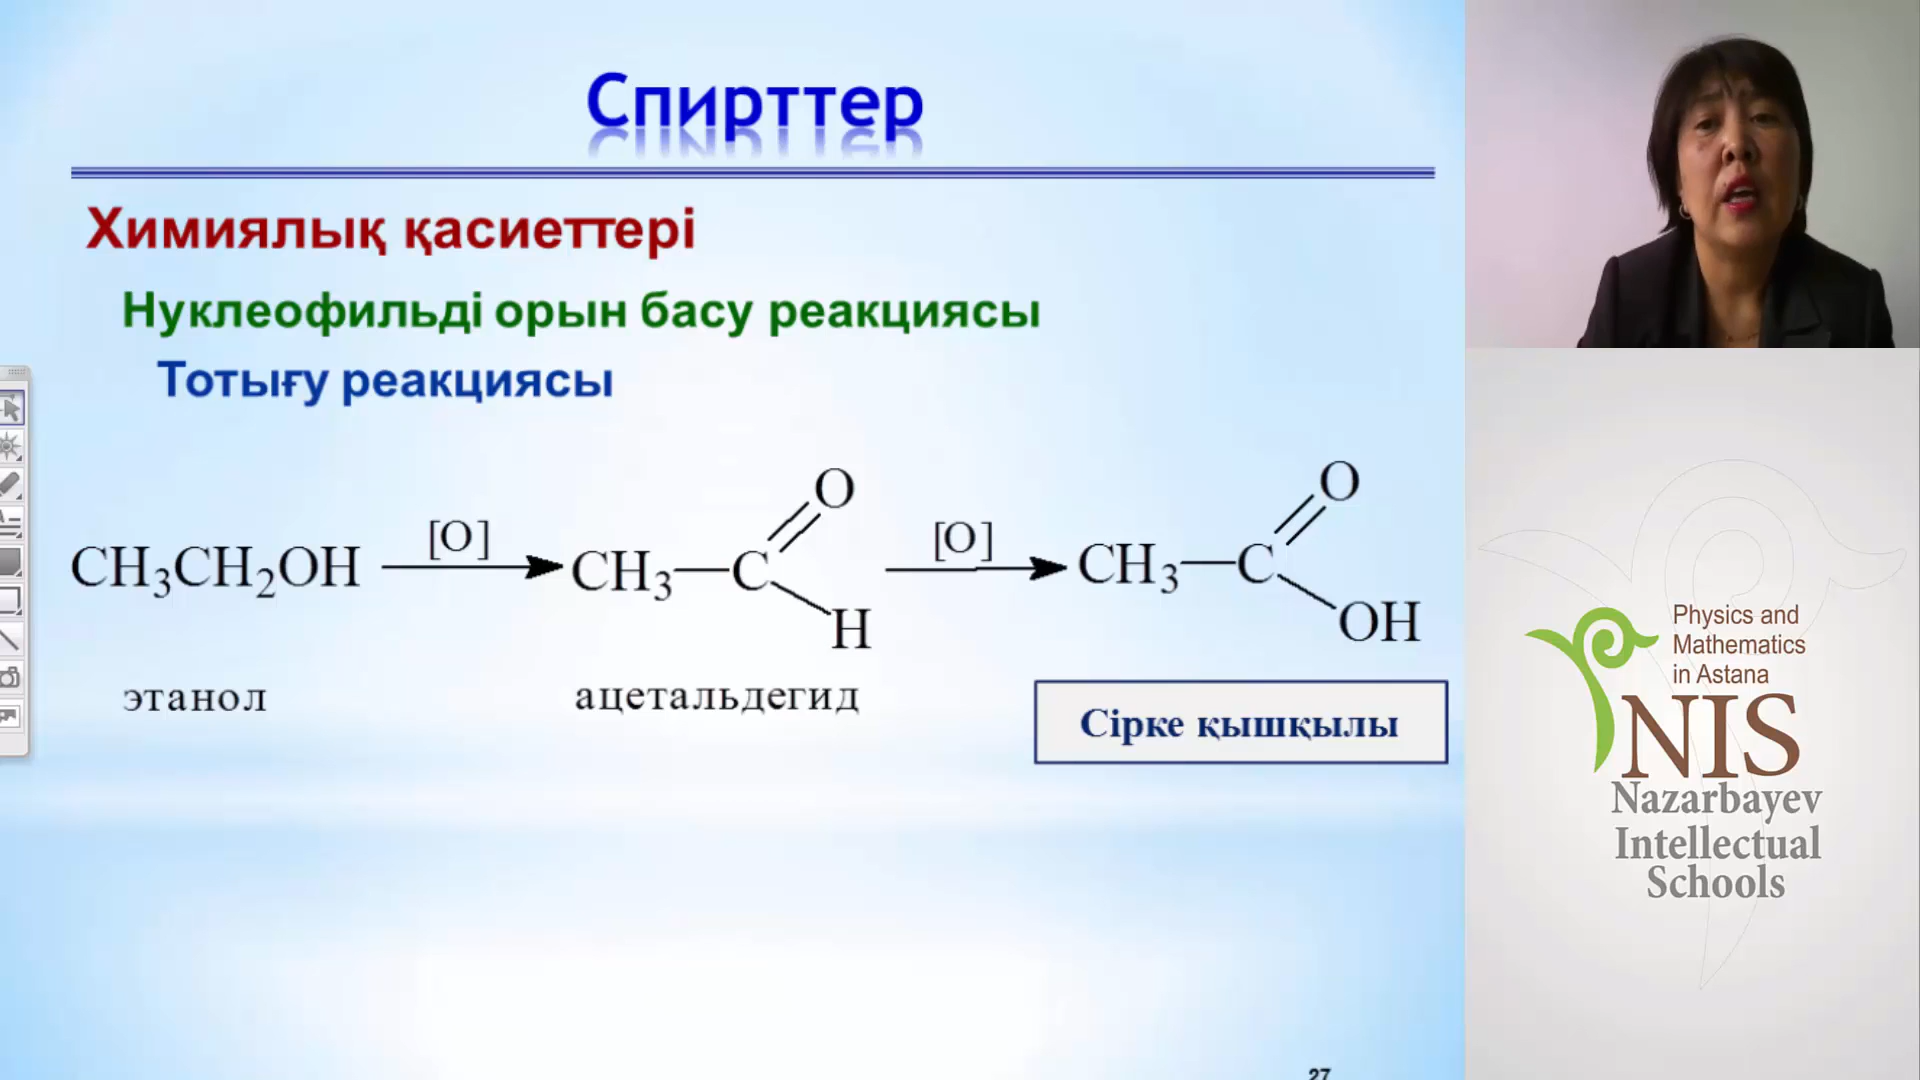 Спирттер
Химиялық қасиеттері
Нуклеофильді орын басу реакциясы
Тотығу реакциясы
CH₃CH₂OH [O] CH₃—C O H [O] CH₃—C O OH
этанол ацетальдегид Сірке қышқылы
27
Physics and
Mathematics
in Astana
NIS
Nazarbayev
Intellectual
Schools